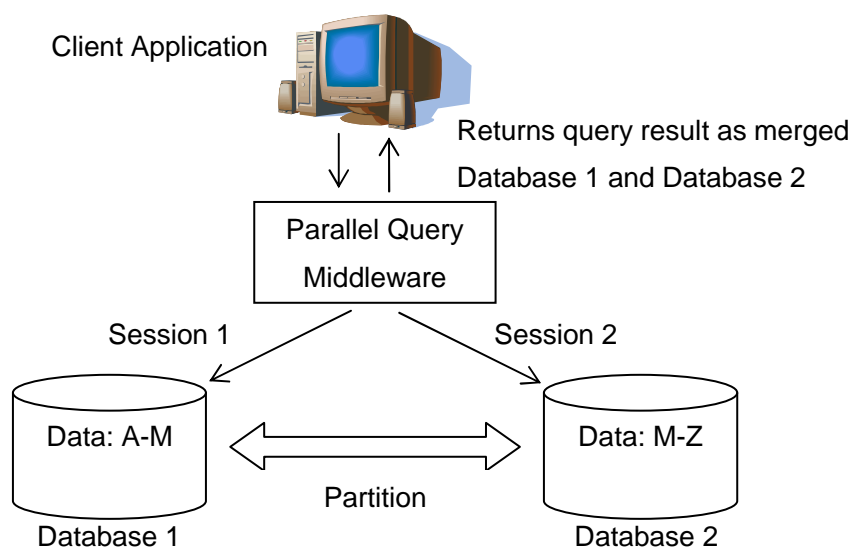 Client Application
Returns query result as merged
Database 1 and Database 2
Parallel Query
Middleware
Session 1
Session 2
Data: A-M
Data: M-Z
Partition
Database 1
Database 2